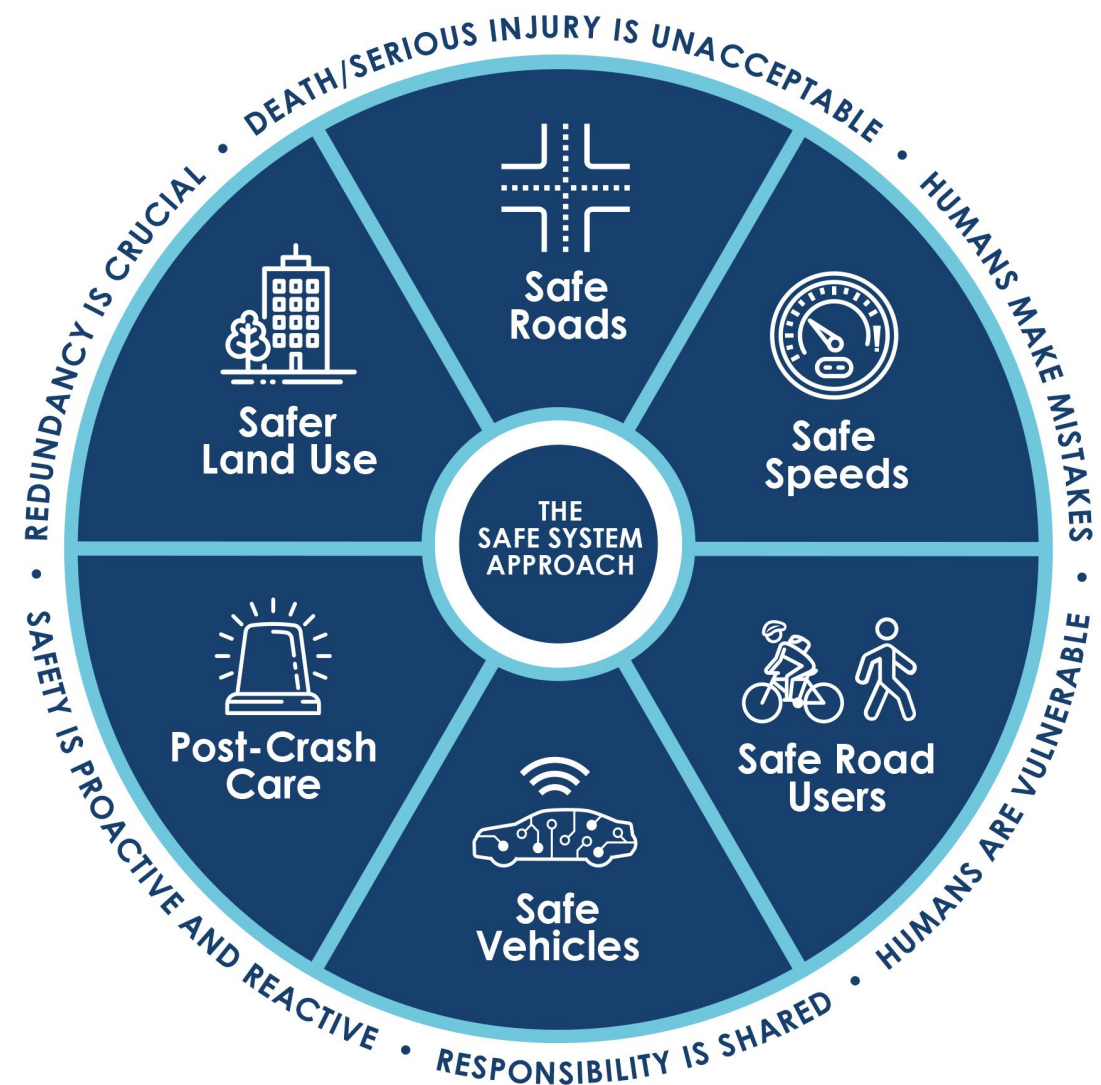 DEATH/SERIOUS INJURY IS UNACCEPTABLE •
HUMANS MAKE MISTAKES •
HUMANS ARE VULNERABLE •
RESPONSIBILITY IS SHARED •
SAFETY IS PROACTIVE AND REACTIVE •
REDUNDANCY IS CRUCIAL •
Safe
Roads
Safe
Speeds
Safe Road
Users
Safe
Vehicles
Post-Crash
Care
Safer
Land Use
THE
SAFE SYSTEM
APPROACH